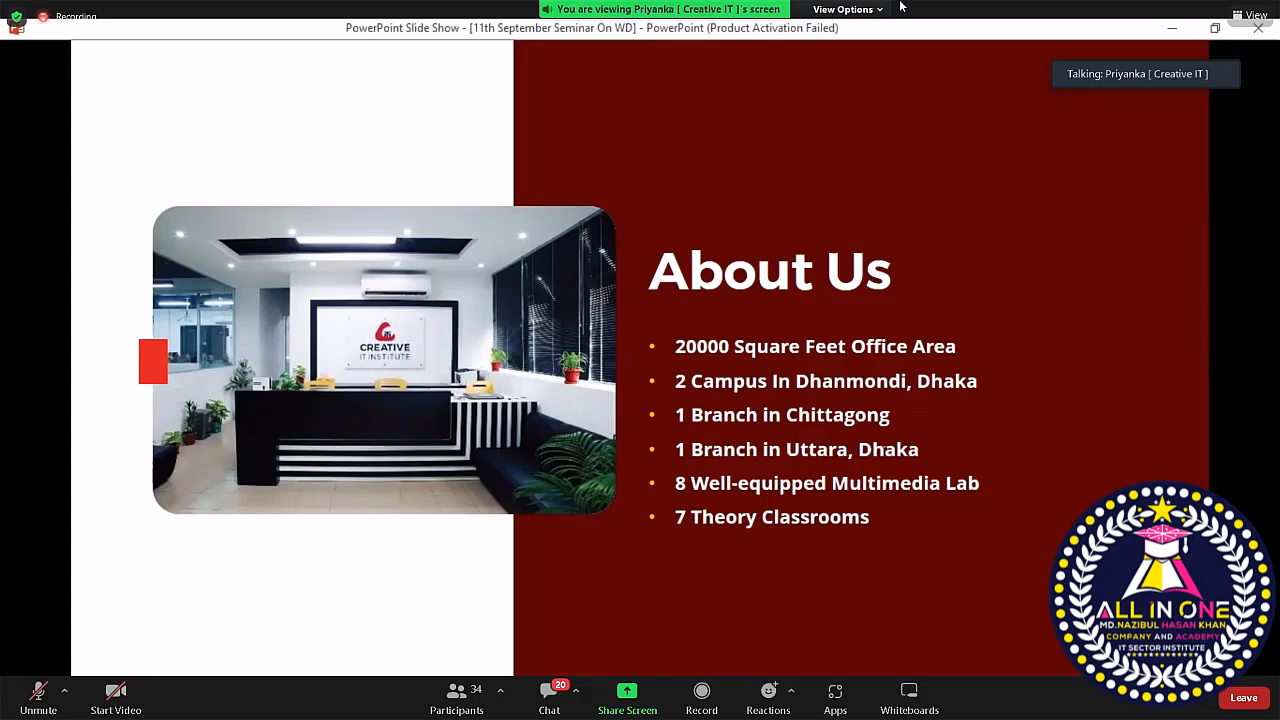 Recording
You are viewing Priyanka [ Creative IT ]'s screen
View Options
View
PowerPoint Slide Show - [11th September Seminar On WD] - PowerPoint (Product Activation Failed)
Talking: Priyanka [ Creative IT ]
CREATIVE
IT INSTITUTE
About Us
• 20000 Square Feet Office Area
• 2 Campus In Dhanmondi, Dhaka
• 1 Branch in Chittagong
• 1 Branch in Uttara, Dhaka
• 8 Well-equipped Multimedia Lab
• 7 Theory Classrooms
ALL IN ONE
MD.NAZIBUL HASAN KHAN
COMPANY AND ACADEMY
IT SECTOR INSTITUTE
Unmute
Start Video
34
Participants
20
Chat
Share Screen
Record
Reactions
Apps
Whiteboards
Leave